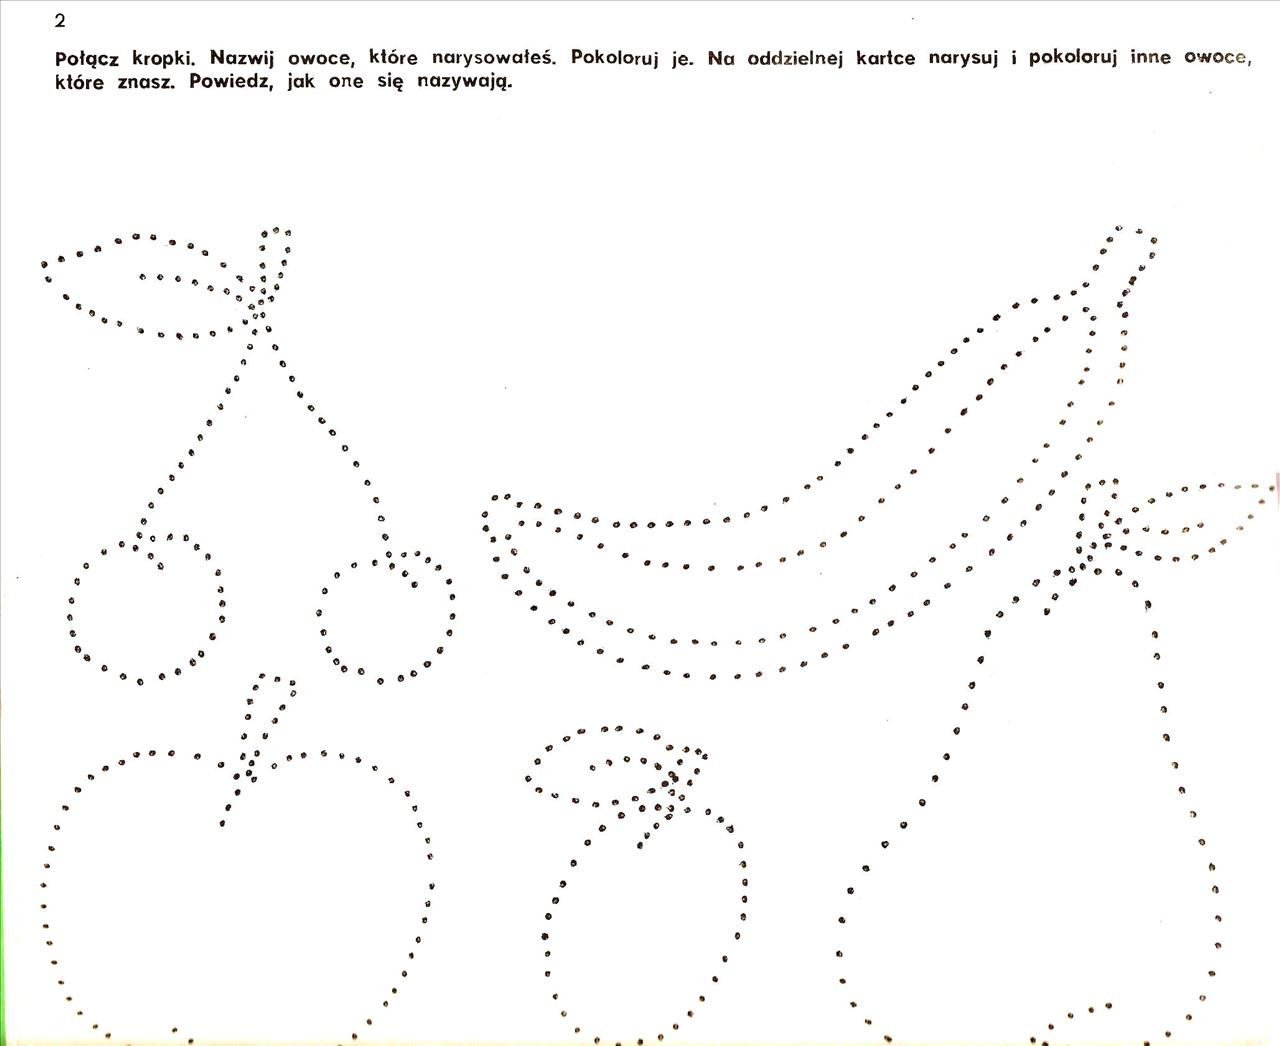 2
Połącz kropki. Nazwij owoce, które narysowałeś. Pokoloruj je. Na oddzielnej kartce narysuj i pokoloruj inne owoce,
które znasz. Powiedz, jak one się nazywają.